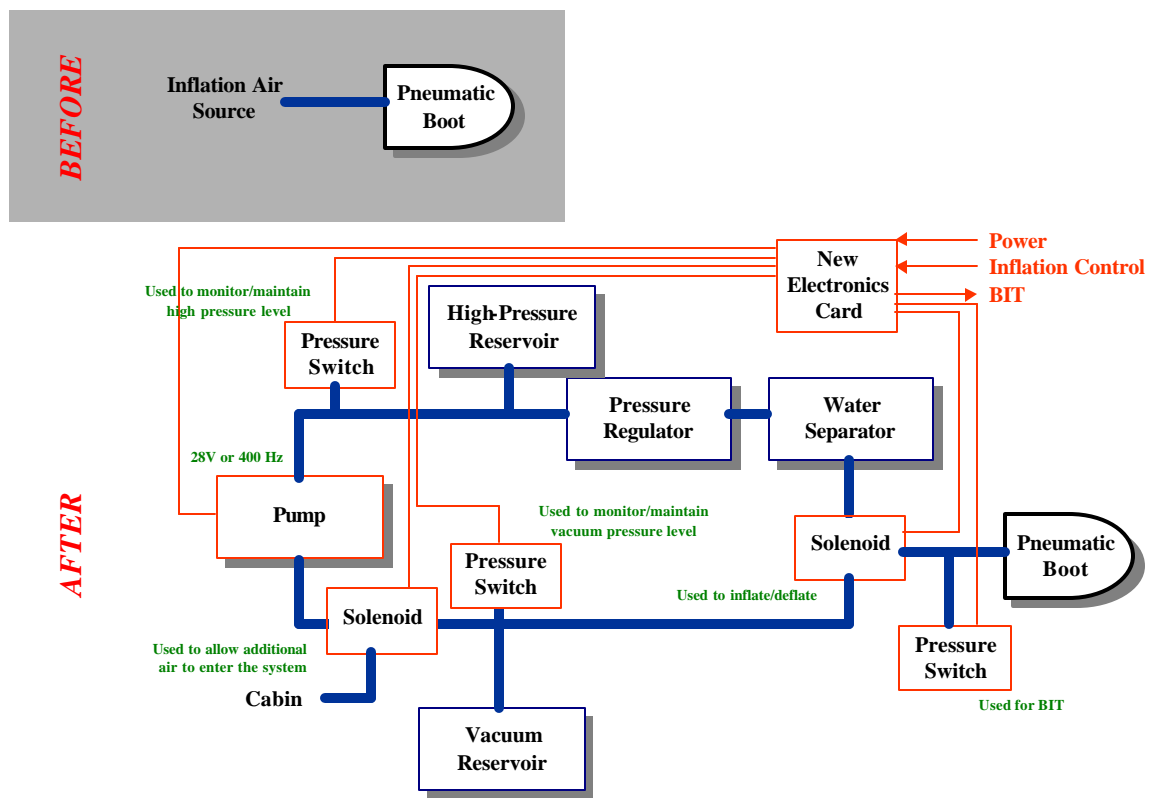 BEFORE
Inflation Air
Source
Pneumatic
Boot
AFTER
New
Electronics
Card
Power
Inflation Control
BIT
Used to monitor/maintain
high pressure level
Pressure
Switch
High-Pressure
Reservoir
Pressure
Regulator
Water
Separator
28V or 400 Hz
Pump
Used to monitor/maintain
vacuum pressure level
Pressure
Switch
Solenoid
Pneumatic
Boot
Used to inflate/deflate
Solenoid
Used to allow additional
air to enter the system
Cabin
Pressure
Switch
Used for BIT
Vacuum
Reservoir